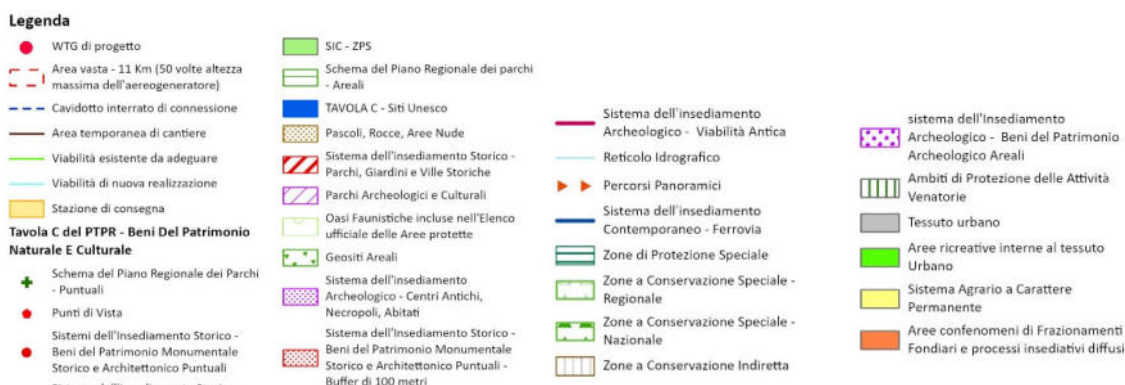 Legenda
WTG di progetto
Area vasta - 11 Km (50 volte altezza
massima dell'aereogeneratore)
Cavidotto interrato di connessione
Area temporanea di cantiere
Viabilità esistente da adeguare
Viabilità di nuova realizzazione
Stazione di consegna
Tavola C del PTPR - Beni Del Patrimonio
Naturale E Culturale
Schema del Piano Regionale dei Parchi
- Puntuali
Punti di Vista
Sistemi dell'Insediamento Storico -
Beni del Patrimonio Monumentale
Storico e Architettonico Puntuali
SIC - ZPS
Schema del Piano Regionale dei parchi
- Areali
TAVOLA C - Siti Unesco
Pascoli, Rocce, Aree Nude
Sistema dell'insediamento Storico -
Parchi, Giardini e Ville Storiche
Parchi Archeologici e Culturali
Oasi Faunistiche incluse nell'Elenco
ufficiale delle Aree protette
Geositi Areali
Sistema dell'insediamento
Archeologico - Centri Antichi,
Necropoli, Abitati
Sistema dell'Insediamento Storico -
Beni del Patrimonio Monumentale
Storico e Architettonico Puntuali -
Buffer di 100 metri
Sistema dell'insediamento
Archeologico - Viabilità Antica
Reticolo Idrografico
Percorsi Panoramici
Sistema dell'insediamento
Contemporaneo - Ferrovia
Zone di Protezione Speciale
Zone a Conservazione Speciale -
Regionale
Zone a Conservazione Speciale -
Nazionale
Zone a Conservazione Indiretta
sistema dell'Insediamento
Archeologico - Beni del Patrimonio
Archeologico Areali
Ambiti di Protezione delle Attività
Venatorie
Tessuto urbano
Aree ricreative interne al tessuto
Urbano
Sistema Agrario a Carattere
Permanente
Aree confenomeni di Frazionamenti
Fondiari e processi insediativi diffusi